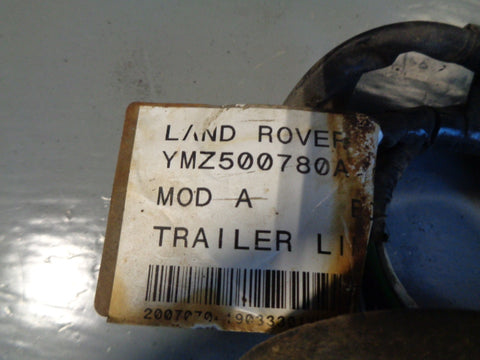 LAND ROVER
YMZ500780A
MOD A
TRAILER LI